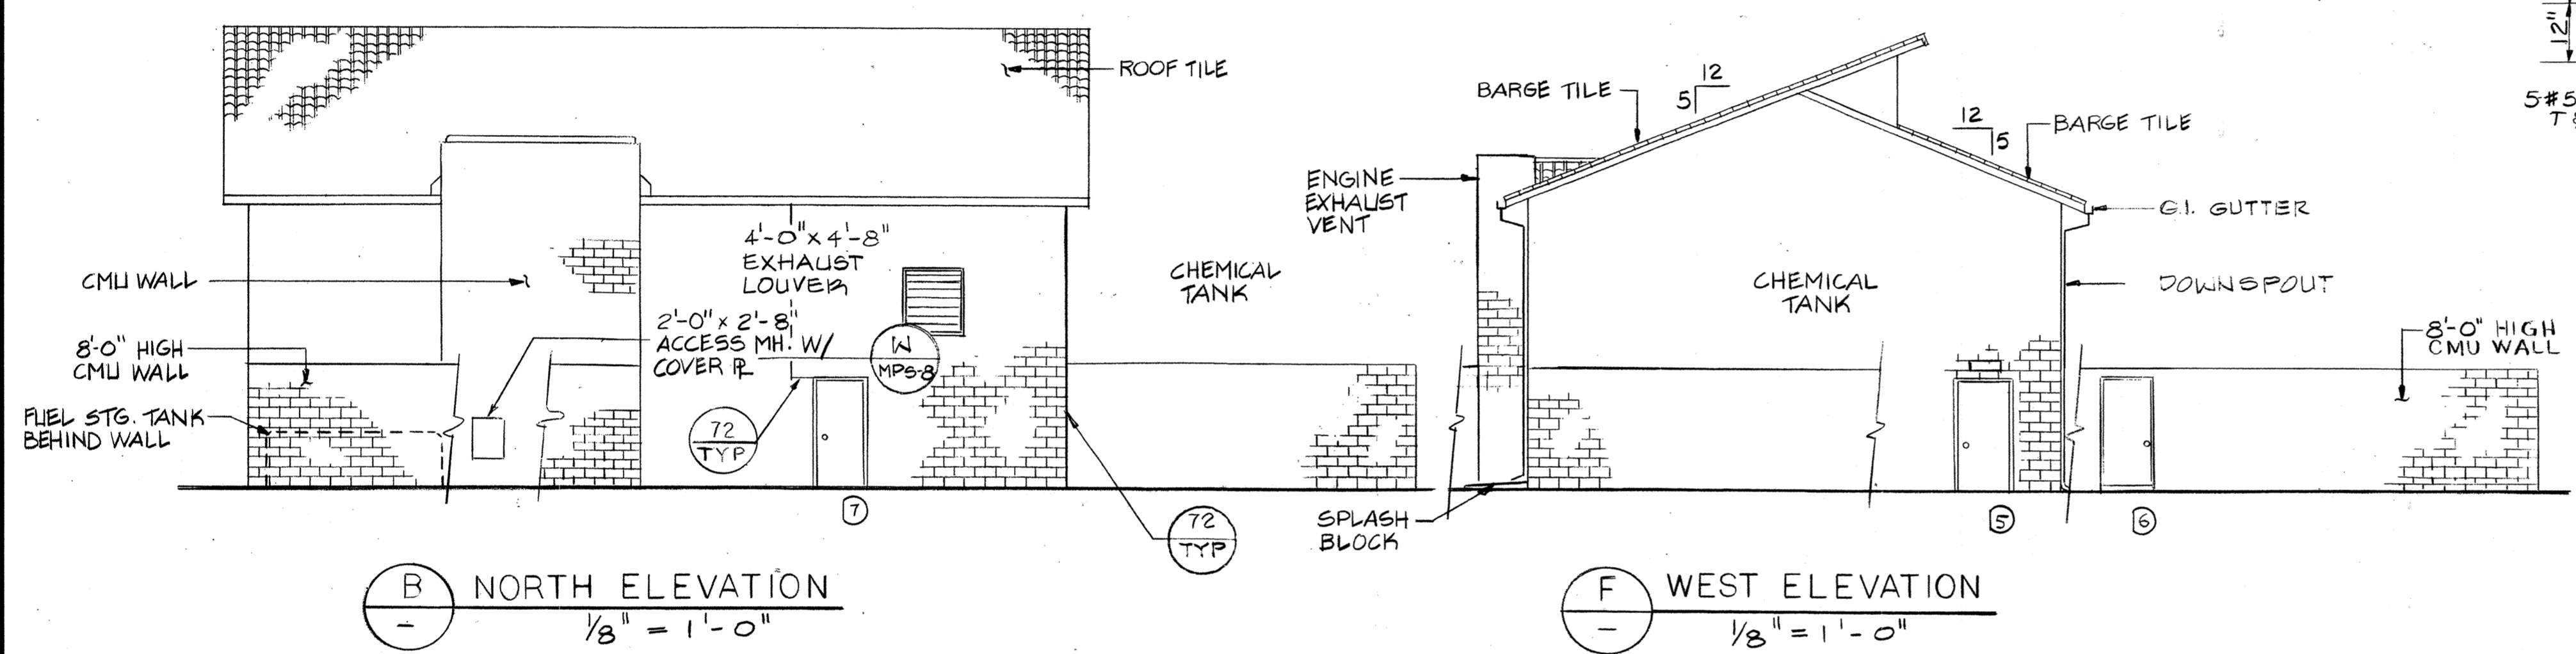 ROOF TILE
4'-0" x 4'-8"
EXHAUST
LOUVER
CMU WALL
2'-0" x 2'-8"
ACCESS MH. W/
COVER PL
W
MPS-8
8'-0" HIGH
CMU WALL
FUEL STG. TANK
BEHIND WALL
72
TYP
7
72
TYP
CHEMICAL
TANK
B
-
NORTH ELEVATION
1/8" = 1'-0"
BARGE TILE
12
5
12
5
BARGE TILE
ENGINE
EXHAUST
VENT
G.I. GUTTER
CHEMICAL
TANK
DOWNSPOUT
8'-0" HIGH
CMU WALL
SPLASH
BLOCK
5
6
F
-
WEST ELEVATION
1/8" = 1'-0"
12"
5-#5